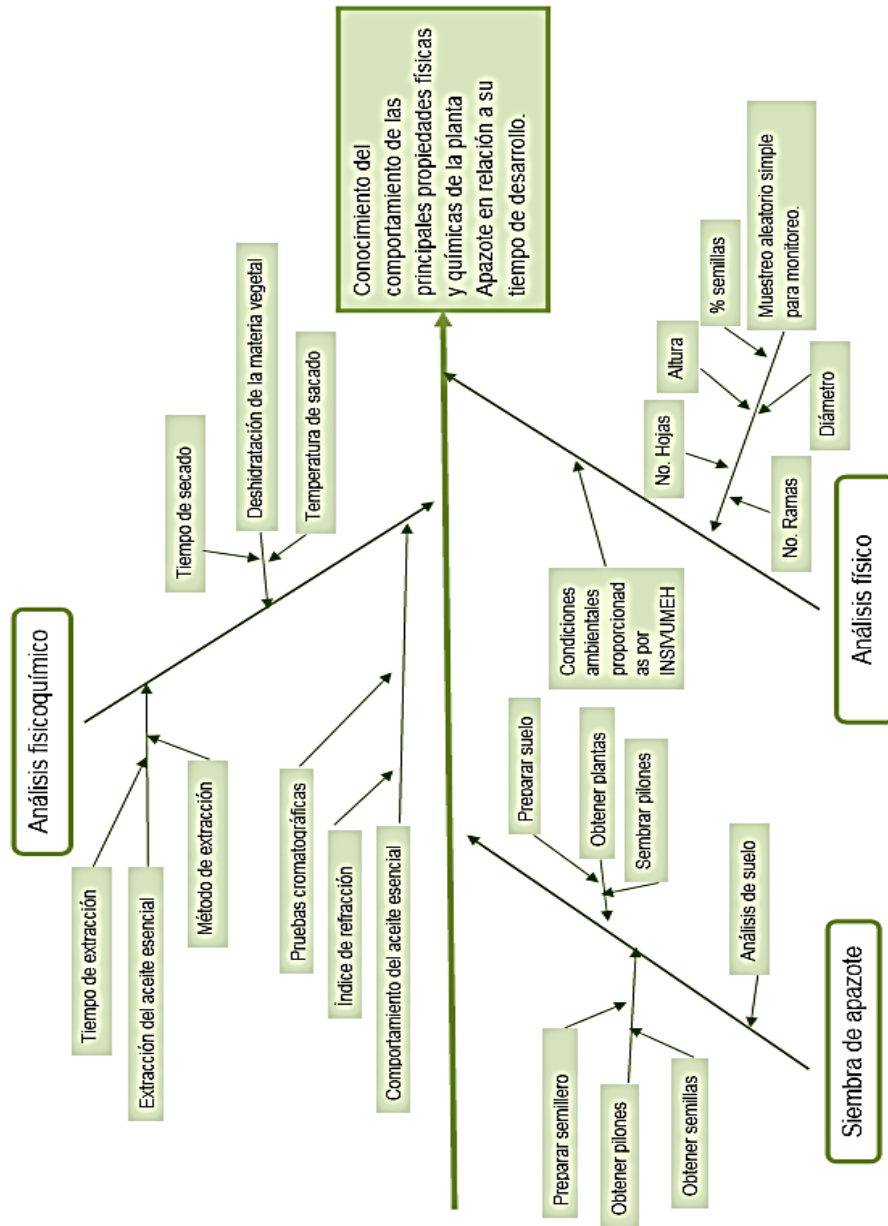 Análisis fisicoquímico
Tiempo de extracción
Extracción del aceite esencial
Método de extracción
Tiempo de secado
Deshidratación de la materia vegetal
Temperatura de sacado
Pruebas cromatográficas
Índice de refracción
Comportamiento del aceite esencial
Conocimiento del
comportamiento de las
principales propiedades físicas
y químicas de la planta
Apazote en relación a su
tiempo de desarrollo.
Preparar semillero
Obtener pilones
Obtener semillas
Preparar suelo
Obtener plantas
Sembrar pilones
Análisis de suelo
Siembra de apazote
Condiciones
ambientales
proporcionad
as por
INSIVUMEH
No. Hojas
Altura
% semillas
Muestreo aleatorio simple
para monitoreo.
No. Ramas
Diámetro
Análisis físico